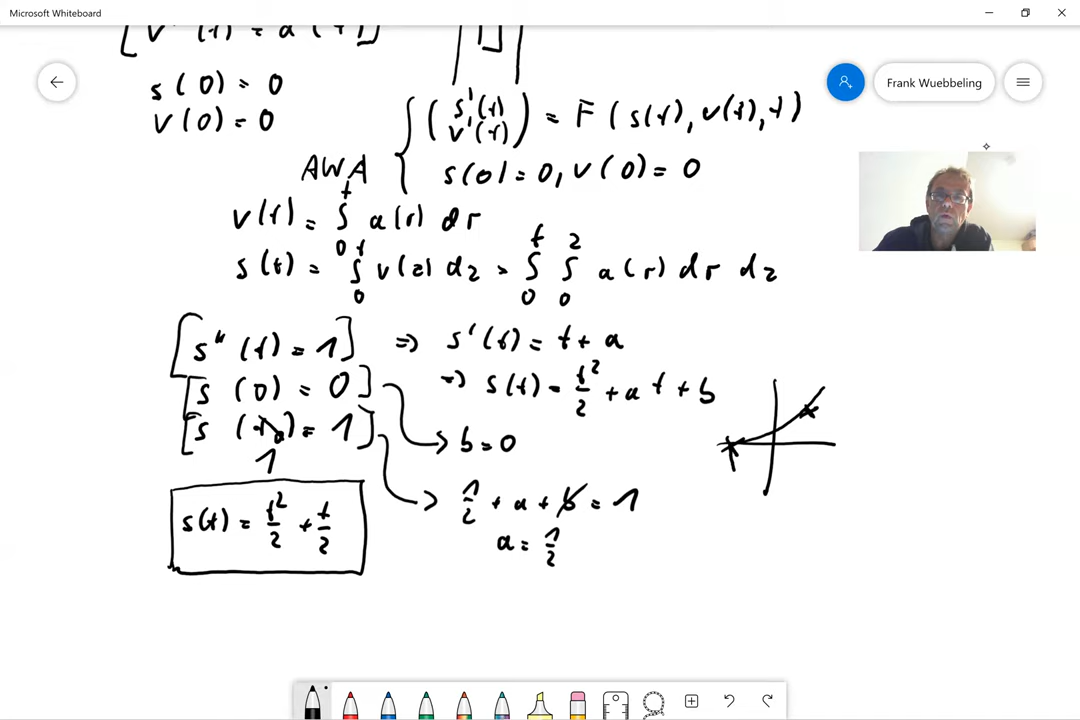 Microsoft Whiteboard
Frank Wuebbeling
s(0) = 0
v(0) = 0
AWA { (s'(t) v'(t)) = F(s(t), v(t), t)
s(0) = 0, v(0) = 0
v(t) = ∫₀ᵗ a(r) dr
s(t) = ∫₀ᵗ v(z) dz = ∫₀ᵗ ∫₀ᶻ a(r) dr dz
[s''(t) = 1] ⇒ s'(t) = t + a
[s(0) = 0] ⇒ s(t) = t²/2 + at + b
[s(t₀) = 1]
1
→ b = 0
→ 1/2 + a + b = 1
a = 1/2
s(t) = t²/2 + t/2